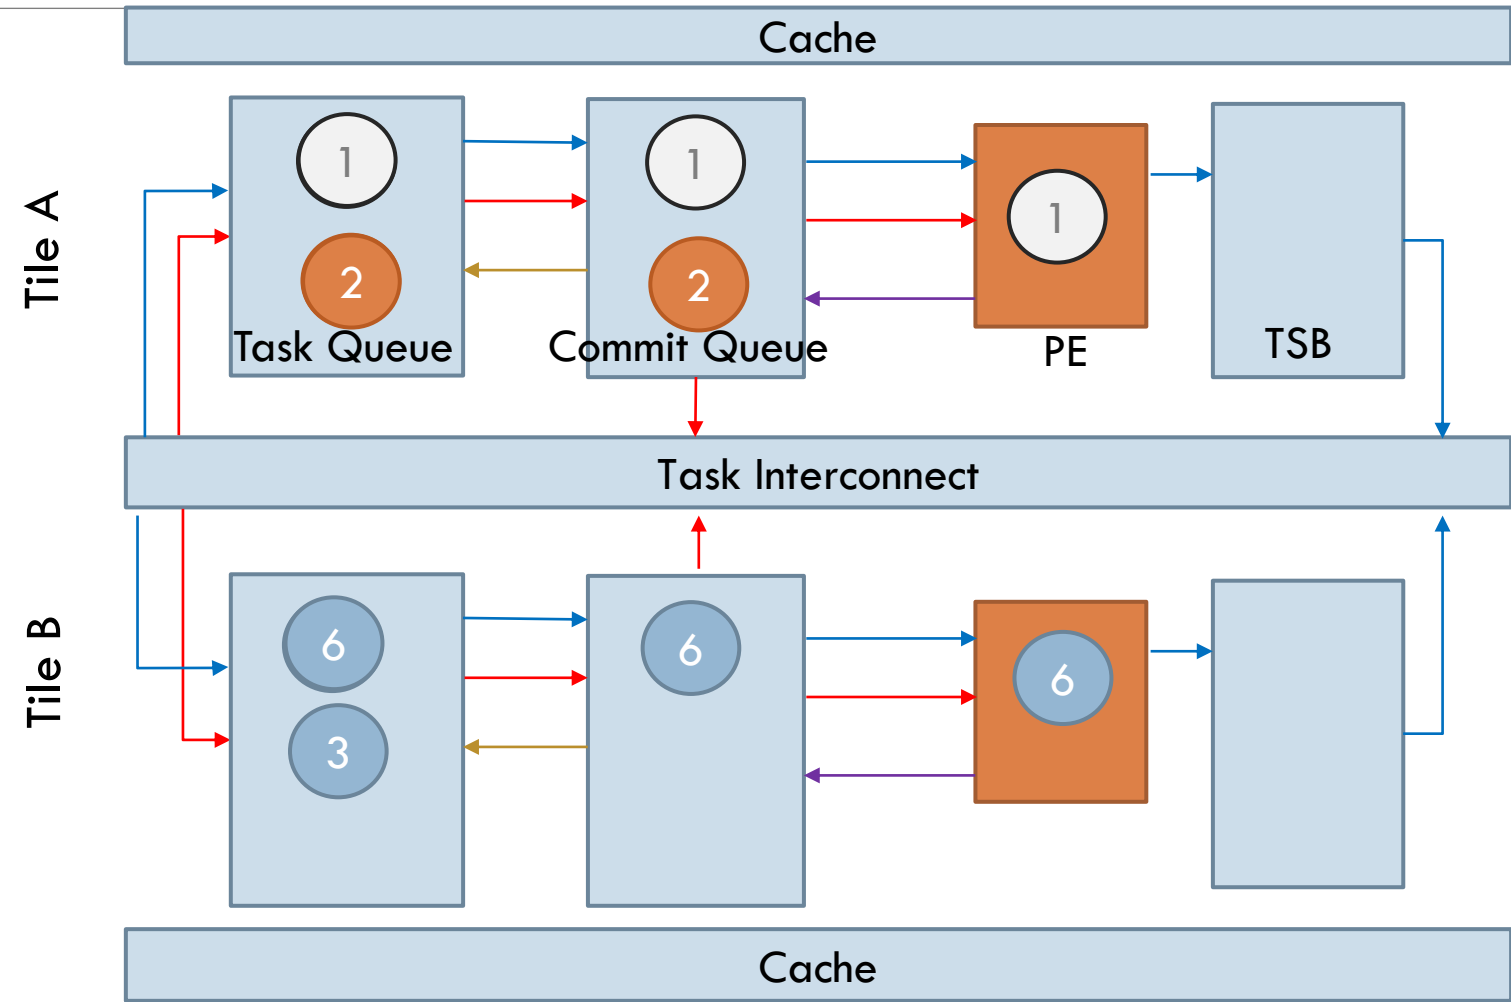 Cache
Tile A
1
1
1
2
2
Task Queue
Commit Queue
PE
TSB
Task Interconnect
Tile B
6
6
6
3
Cache